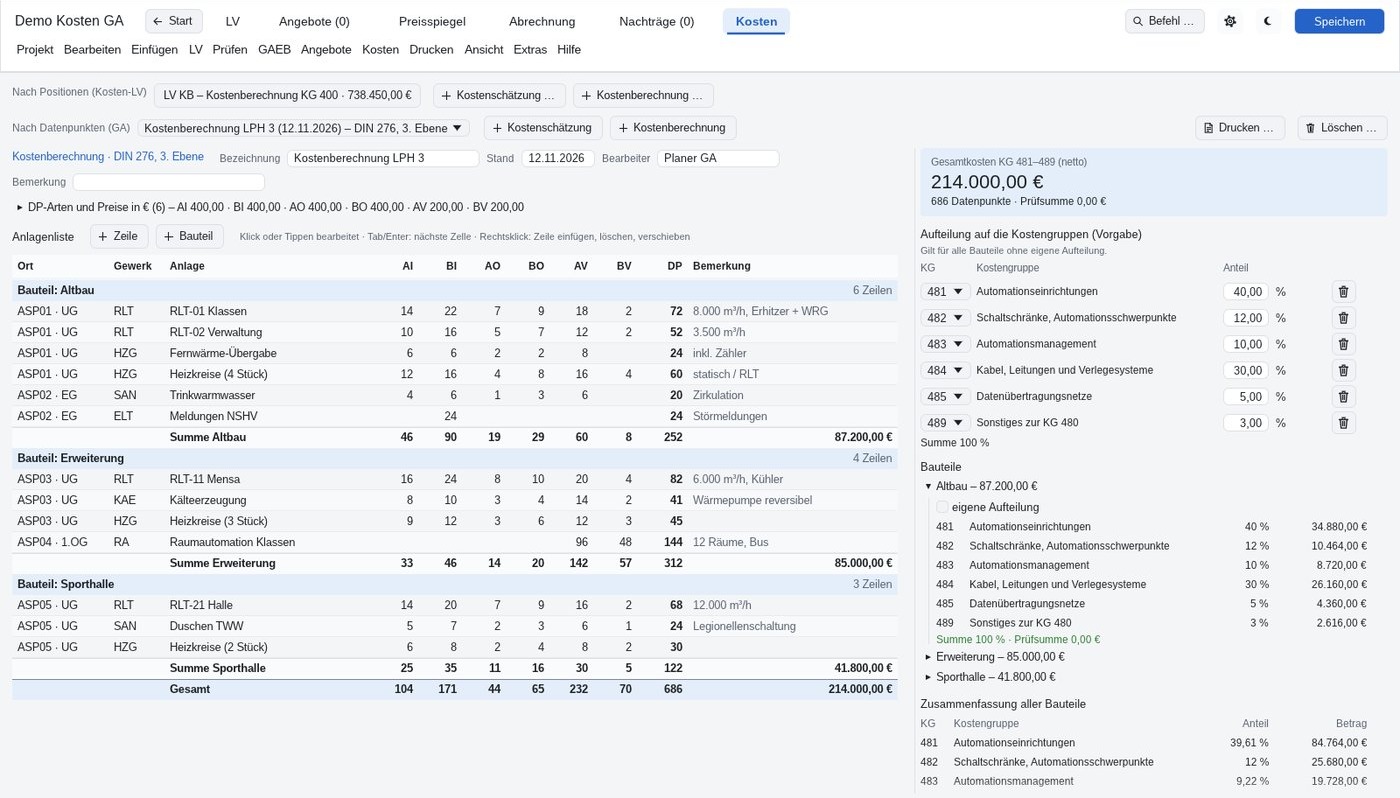 Demo Kosten GA ← Start LV Angebote (0) Preisspiegel Abrechnung Nachträge (0) Kosten Befehl … Speichern
Projekt Bearbeiten Einfügen LV Prüfen GAEB Angebote Kosten Drucken Ansicht Extras Hilfe
Nach Positionen (Kosten-LV) LV KB – Kostenberechnung KG 400 · 738.450,00 € + Kostenschätzung … + Kostenberechnung …
Nach Datenpunkten (GA) Kostenberechnung LPH 3 (12.11.2026) – DIN 276, 3. Ebene + Kostenschätzung + Kostenberechnung Drucken … Löschen …
Kostenberechnung · DIN 276, 3. Ebene Bezeichnung Kostenberechnung LPH 3 Stand 12.11.2026 Bearbeiter Planer GA
Bemerkung
DP-Arten und Preise in € (6) – AI 400,00 · BI 400,00 · AO 400,00 · BO 400,00 · AV 200,00 · BV 200,00
Anlagenliste + Zeile + Bauteil Klick oder Tippen bearbeitet · Tab/Enter: nächste Zelle · Rechtsklick: Zeile einfügen, löschen, verschieben
Ort Gewerk Anlage AI BI AO BO AV BV DP Bemerkung
Bauteil: Altbau 6 Zeilen
ASP01 · UG RLT RLT-01 Klassen 14 22 7 9 18 2 72 8.000 m³/h, Erhitzer + WRG
ASP01 · UG RLT RLT-02 Verwaltung 10 16 5 7 12 2 52 3.500 m³/h
ASP01 · UG HZG Fernwärme-Übergabe 6 6 2 2 8 24 inkl. Zähler
ASP01 · UG HZG Heizkreise (4 Stück) 12 16 4 8 16 4 60 statisch / RLT
ASP02 · EG SAN Trinkwarmwasser 4 6 1 3 6 20 Zirkulation
ASP02 · EG ELT Meldungen NSHV 24 24 Störmeldungen
Summe Altbau 46 90 19 29 60 8 252 87.200,00 €
Bauteil: Erweiterung 4 Zeilen
ASP03 · UG RLT RLT-11 Mensa 16 24 8 10 20 4 82 6.000 m³/h, Kühler
ASP03 · UG KAE Kälteerzeugung 8 10 3 4 14 2 41 Wärmepumpe reversibel
ASP03 · UG HZG Heizkreise (3 Stück) 9 12 3 6 12 3 45
ASP04 · 1.OG RA Raumautomation Klassen 96 48 144 12 Räume, Bus
Summe Erweiterung 33 46 14 20 142 57 312 85.000,00 €
Bauteil: Sporthalle 3 Zeilen
ASP05 · UG RLT RLT-21 Halle 14 20 7 9 16 2 68 12.000 m³/h
ASP05 · UG SAN Duschen TWW 5 7 2 3 6 1 24 Legionellenschaltung
ASP05 · UG HZG Heizkreise (2 Stück) 6 8 2 4 8 2 30
Summe Sporthalle 25 35 11 16 30 5 122 41.800,00 €
Gesamt 104 171 44 65 232 70 686 214.000,00 €
Gesamtkosten KG 481–489 (netto)
214.000,00 €
686 Datenpunkte · Prüfsumme 0,00 €
Aufteilung auf die Kostengruppen (Vorgabe)
Gilt für alle Bauteile ohne eigene Aufteilung.
KG Kostengruppe Anteil
481 Automationseinrichtungen 40,00 %
482 Schaltschränke, Automationsschwerpunkte 12,00 %
483 Automationsmanagement 10,00 %
484 Kabel, Leitungen und Verlegesysteme 30,00 %
485 Datenübertragungsnetze 5,00 %
489 Sonstiges zur KG 480 3,00 %
Summe 100 %
Bauteile
Altbau – 87.200,00 €
eigene Aufteilung
481 Automationseinrichtungen 40 % 34.880,00 €
482 Schaltschränke, Automationsschwerpunkte 12 % 10.464,00 €
483 Automationsmanagement 10 % 8.720,00 €
484 Kabel, Leitungen und Verlegesysteme 30 % 26.160,00 €
485 Datenübertragungsnetze 5 % 4.360,00 €
489 Sonstiges zur KG 480 3 % 2.616,00 €
Summe 100 % · Prüfsumme 0,00 €
Erweiterung – 85.000,00 €
Sporthalle – 41.800,00 €
Zusammenfassung aller Bauteile
KG Kostengruppe Anteil Betrag
481 Automationseinrichtungen 39,61 % 84.764,00 €
482 Schaltschränke, Automationsschwerpunkte 12 % 25.680,00 €
483 Automationsmanagement 9,22 % 19.728,00 €